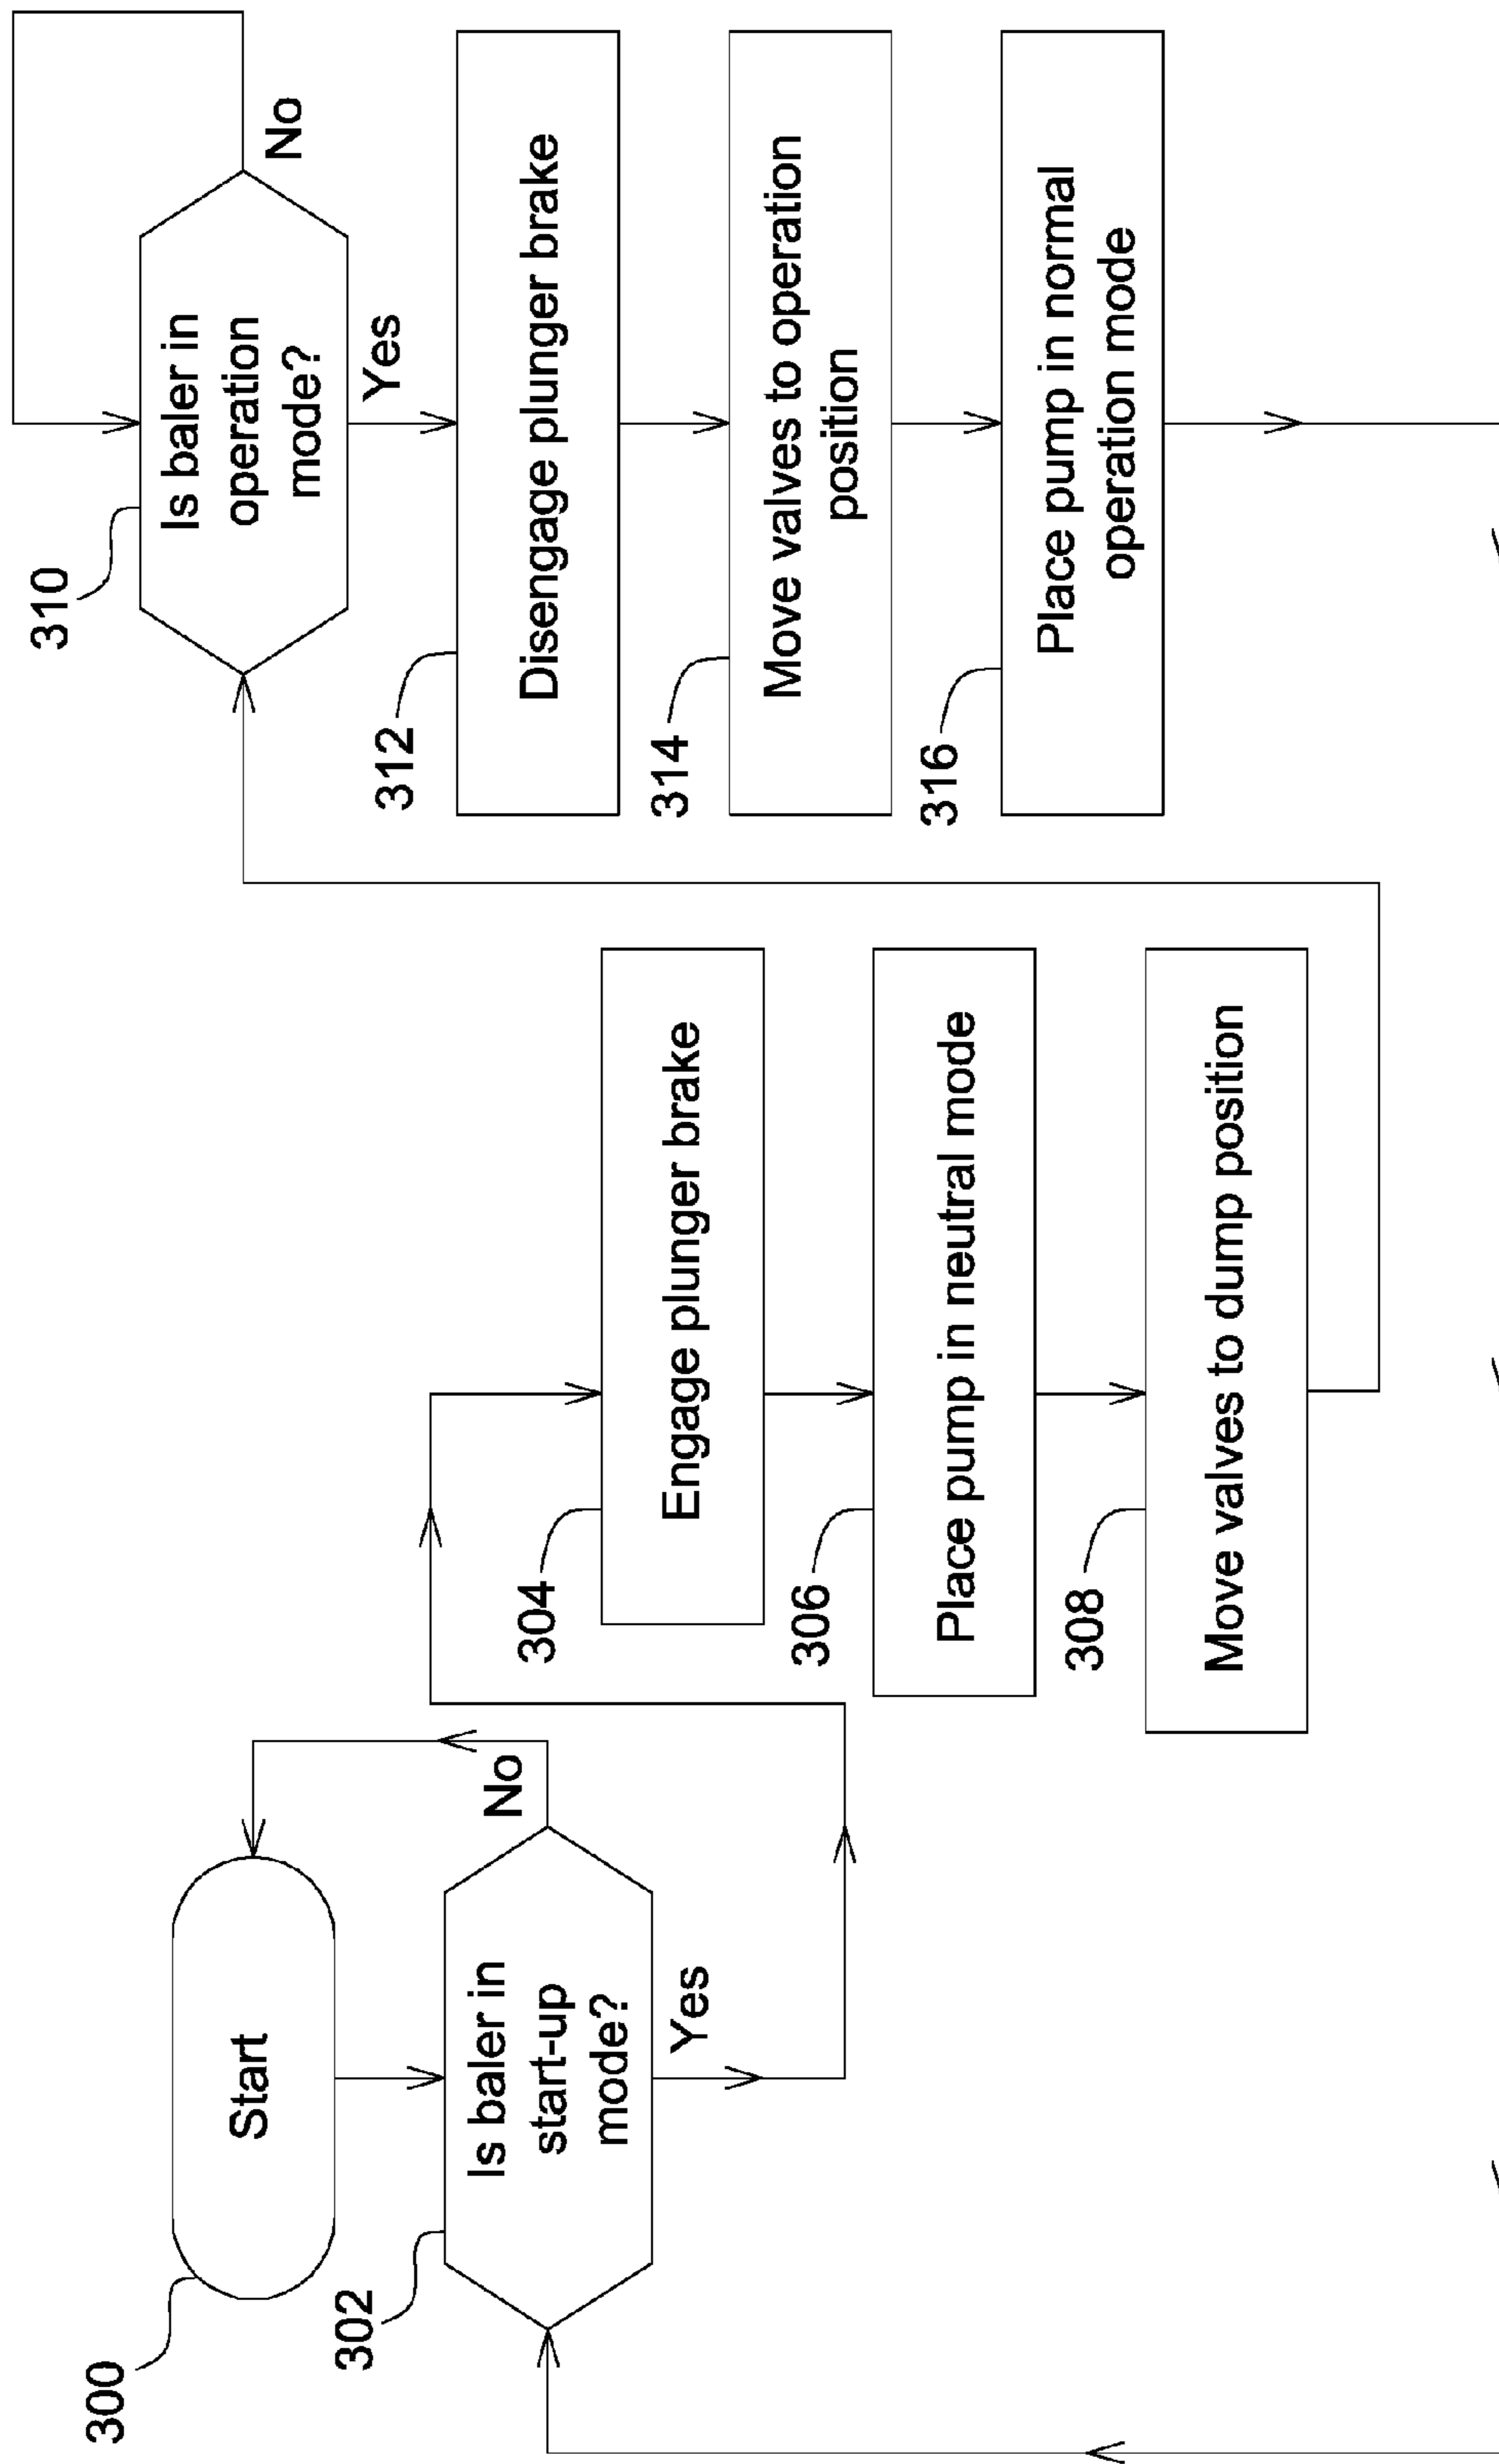 300
Start
302
Is baler in
start-up
mode?
No
Yes
304
Engage plunger brake
306
Place pump in neutral mode
308
Move valves to dump position
310
Is baler in
operation
mode?
No
Yes
312
Disengage plunger brake
314
Move valves to operation
position
316
Place pump in normal
operation mode